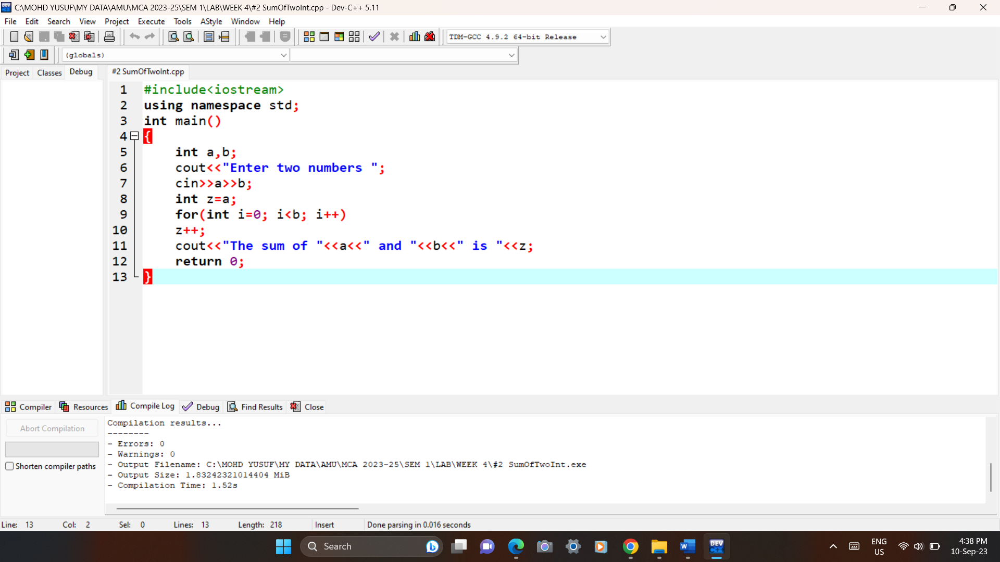 C:\MOHD YUSUF\MY DATA\AMU\MCA 2023-25\SEM 1\LAB\WEEK 4\#2 SumOfTwoInt.cpp - Dev-C++ 5.11
File Edit Search View Project Execute Tools AStyle Window Help
TDM-GCC 4.9.2 64-bit Release
(globals)
Project Classes Debug
#2 SumOfTwoInt.cpp
1 #include<iostream>
2 using namespace std;
3 int main()
4 {
5 int a,b;
6 cout<<"Enter two numbers ";
7 cin>>a>>b;
8 int z=a;
9 for(int i=0; i<b; i++)
10 z++;
11 cout<<"The sum of "<<a<<" and "<<b<<" is "<<z;
12 return 0;
13 }
Compiler Resources Compile Log Debug Find Results Close
Abort Compilation
Shorten compiler paths
Compilation results...
--------
- Errors: 0
- Warnings: 0
- Output Filename: C:\MOHD YUSUF\MY DATA\AMU\MCA 2023-25\SEM 1\LAB\WEEK 4\#2 SumOfTwoInt.exe
- Output Size: 1.83242321014404 MiB
- Compilation Time: 1.52s
Line: 13 Col: 2 Sel: 0 Lines: 13 Length: 218 Insert Done parsing in 0.016 seconds
Search
W
DEV
C++
ENG
US
4:38 PM
10-Sep-23